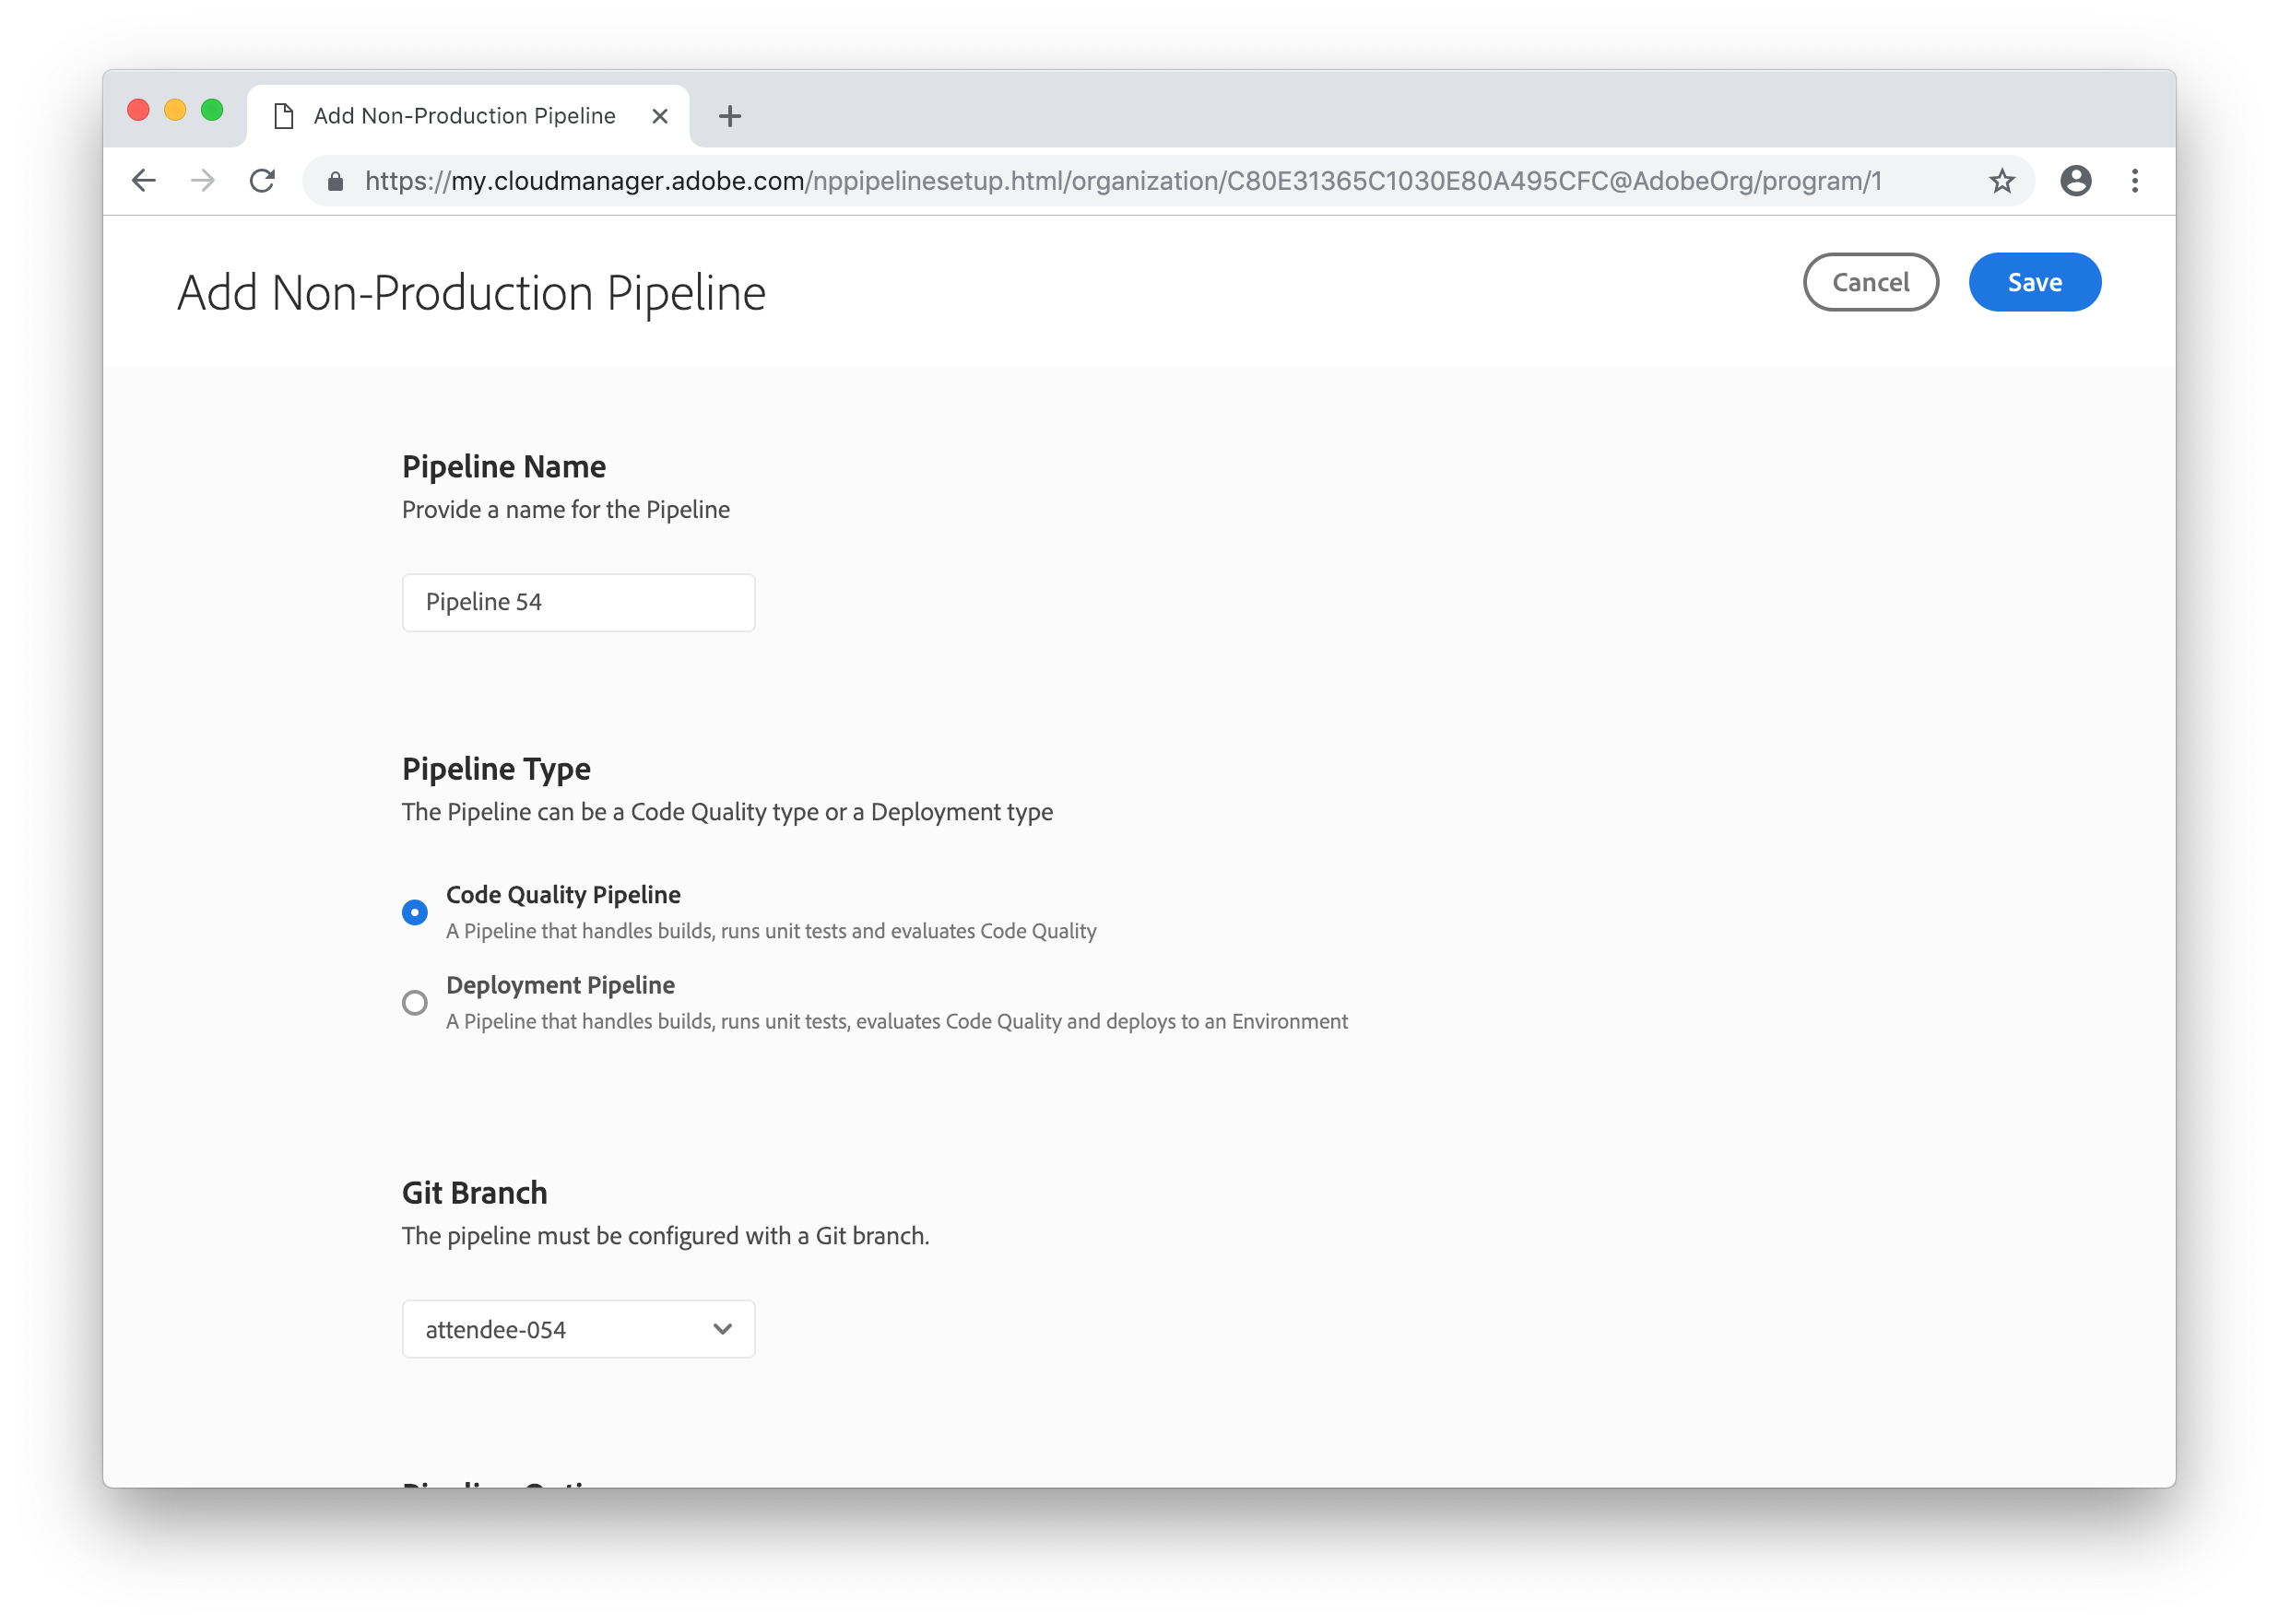 Add Non-Production Pipeline
https://my.cloudmanager.adobe.com/nppipelinesetup.html/organization/C80E31365C1030E80A495CFC@AdobeOrg/program/1
Add Non-Production Pipeline
Cancel
Save
Pipeline Name
Provide a name for the Pipeline
Pipeline 54
Pipeline Type
The Pipeline can be a Code Quality type or a Deployment type
Code Quality Pipeline
A Pipeline that handles builds, runs unit tests and evaluates Code Quality
Deployment Pipeline
A Pipeline that handles builds, runs unit tests, evaluates Code Quality and deploys to an Environment
Git Branch
The pipeline must be configured with a Git branch.
attendee-054